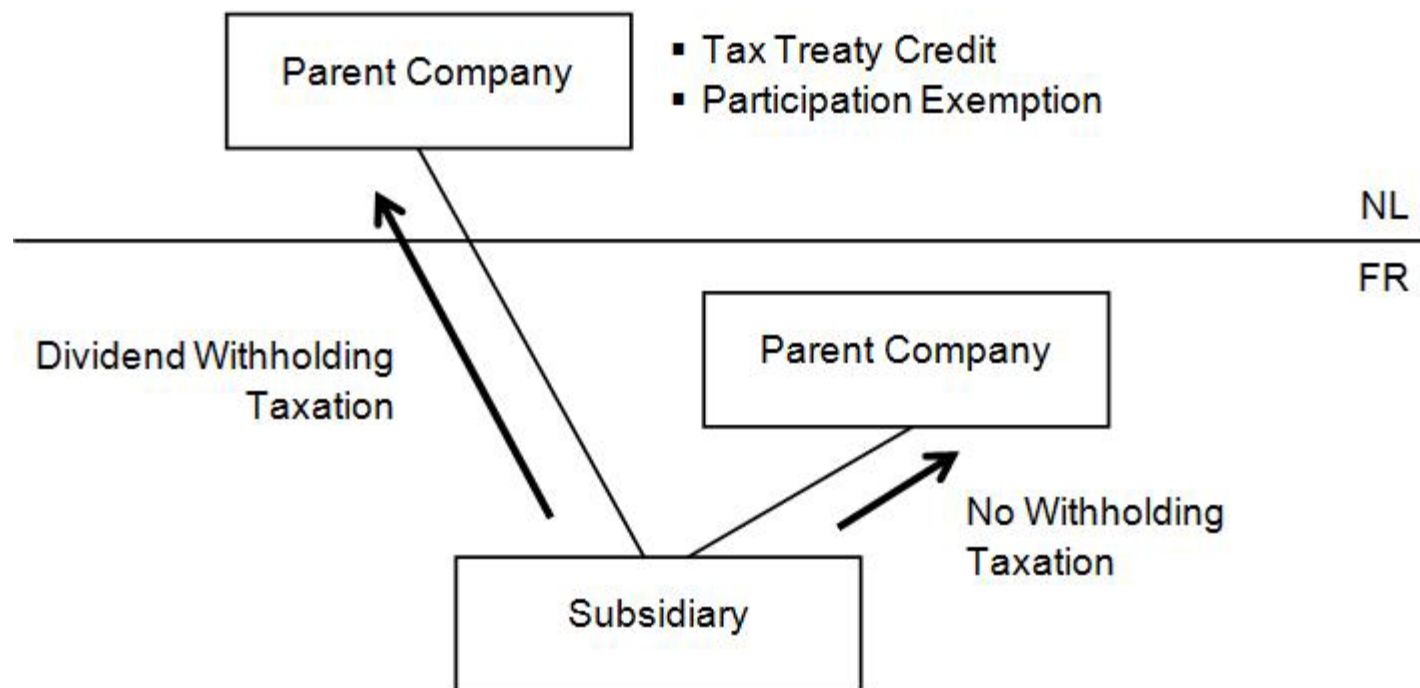 Parent Company
▪ Tax Treaty Credit
▪ Participation Exemption
NL
FR
Dividend Withholding
Taxation
Parent Company
No Withholding
Taxation
Subsidiary